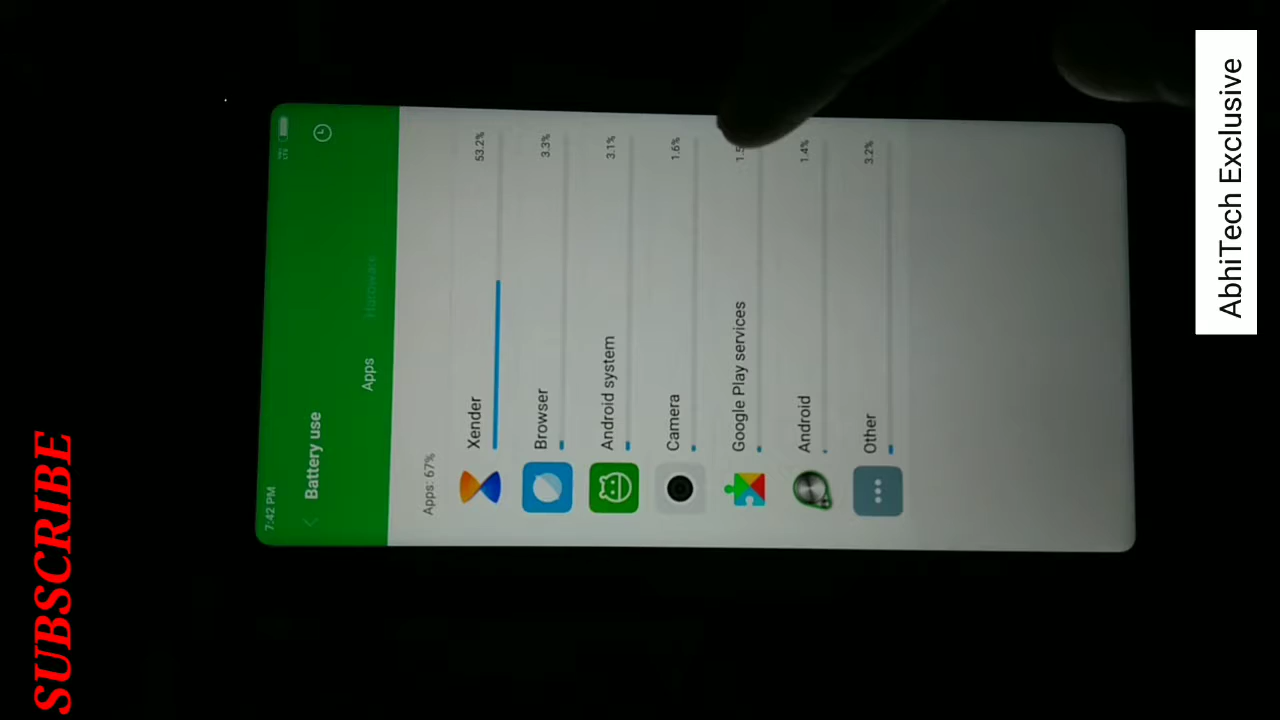 SUBSCRIBE
AbhiTech Exclusive
7:42 PM
Battery use
Apps
Hardware
Apps: 67%
Xender 53.2%
Browser 3.3%
Android system 3.1%
Camera 1.6%
Google Play services
Android 1.4%
Other 3.2%